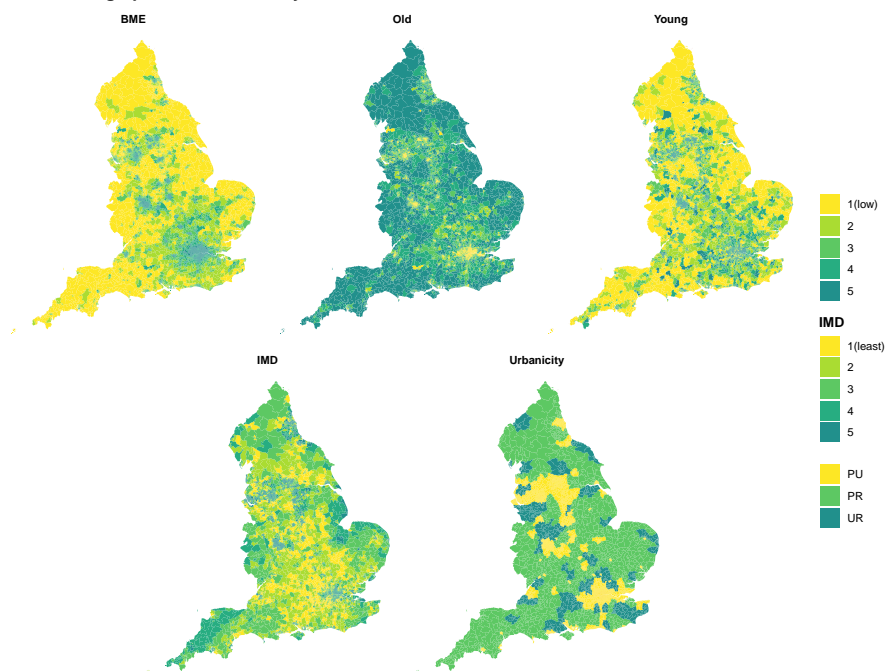 BME
Old
Young
1(low)
2
3
4
5
IMD
1(least)
2
3
4
5
IMD
Urbanicity
PU
PR
UR